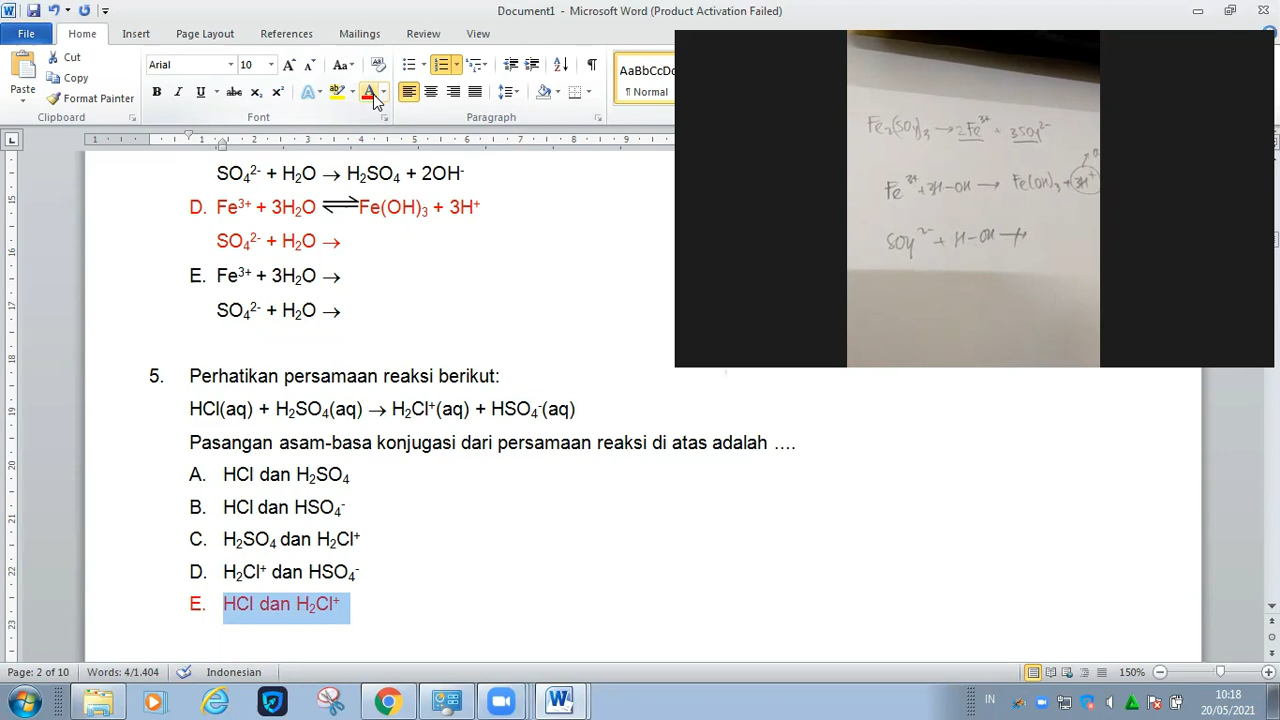 Document1 - Microsoft Word (Product Activation Failed)
File Home Insert Page Layout References Mailings Review View
Paste Cut Copy Format Painter Clipboard
Arial 10 Font
Paragraph
AaBbCcDc ¶ Normal
SO₄²⁻ + H₂O → H₂SO₄ + 2OH⁻
D. Fe³⁺ + 3H₂O ⇌ Fe(OH)₃ + 3H⁺
SO₄²⁻ + H₂O →
E. Fe³⁺ + 3H₂O →
SO₄²⁻ + H₂O →
5. Perhatikan persamaan reaksi berikut:
HCl(aq) + H₂SO₄(aq) → H₂Cl⁺(aq) + HSO₄⁻(aq)
Pasangan asam-basa konjugasi dari persamaan reaksi di atas adalah ....
A. HCl dan H₂SO₄
B. HCl dan HSO₄⁻
C. H₂SO₄ dan H₂Cl⁺
D. H₂Cl⁺ dan HSO₄⁻
E. HCl dan H₂Cl⁺
Fe₂(SO₄)₃ → 2Fe³⁺ + 3SO₄²⁻
Fe³⁺ + 3H-OH → Fe(OH)₃ + 3H⁺
SO₄²⁻ + H-OH →
Page: 2 of 10 Words: 4/1.404 Indonesian 150%
IN 10:18
20/05/2021